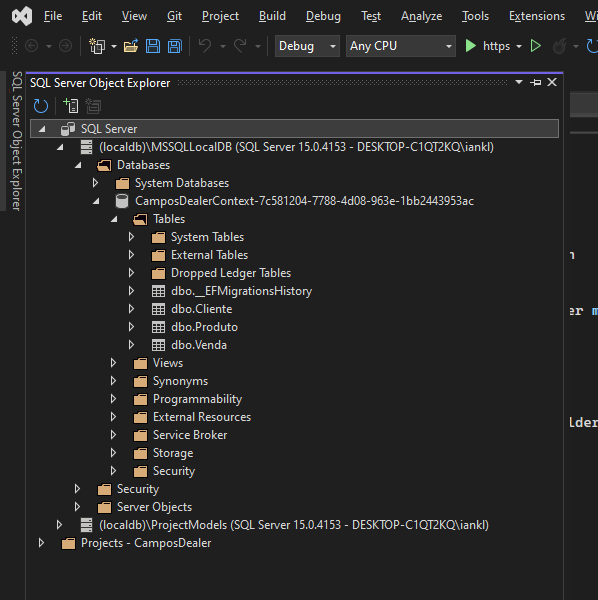 File Edit View Git Project Build Debug Test Analyze Tools Extensions
Debug Any CPU https
SQL Server Object Explorer
SQL Server Object Explorer
SQL Server
(localdb)\MSSQLLocalDB (SQL Server 15.0.4153 - DESKTOP-C1QT2KQ\iankl)
Databases
System Databases
CamposDealerContext-7c581204-7788-4d08-963e-1bb2443953ac
Tables
System Tables
External Tables
Dropped Ledger Tables
dbo.__EFMigrationsHistory
dbo.Cliente
dbo.Produto
dbo.Venda
Views
Synonyms
Programmability
External Resources
Service Broker
Storage
Security
Security
Server Objects
(localdb)\ProjectModels (SQL Server 15.0.4153 - DESKTOP-C1QT2KQ\iankl)
Projects - CamposDealer